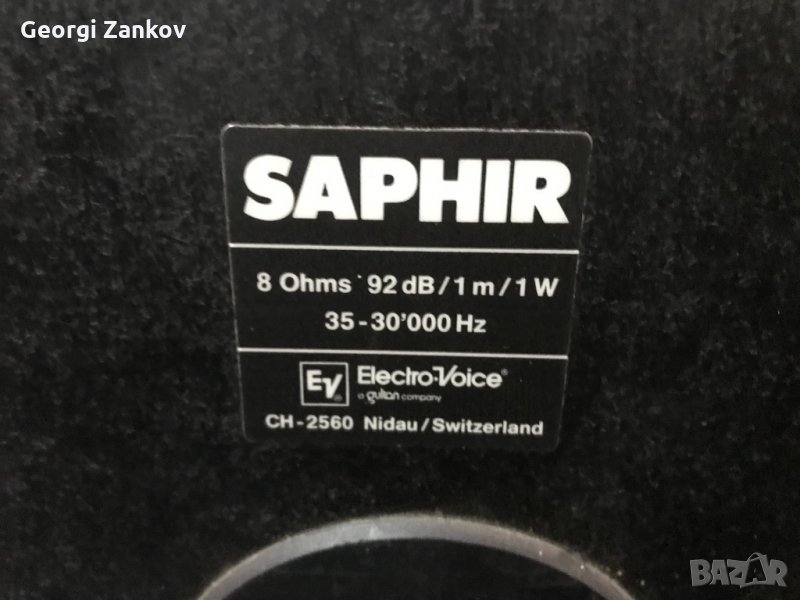 Georgi Zankov
SAPHIR
8 Ohms 92 dB/1 m/1 W
35-30'000 Hz
EV Electro-Voice®
a gulton company
CH-2560 Nidau/Switzerland
BAZAR